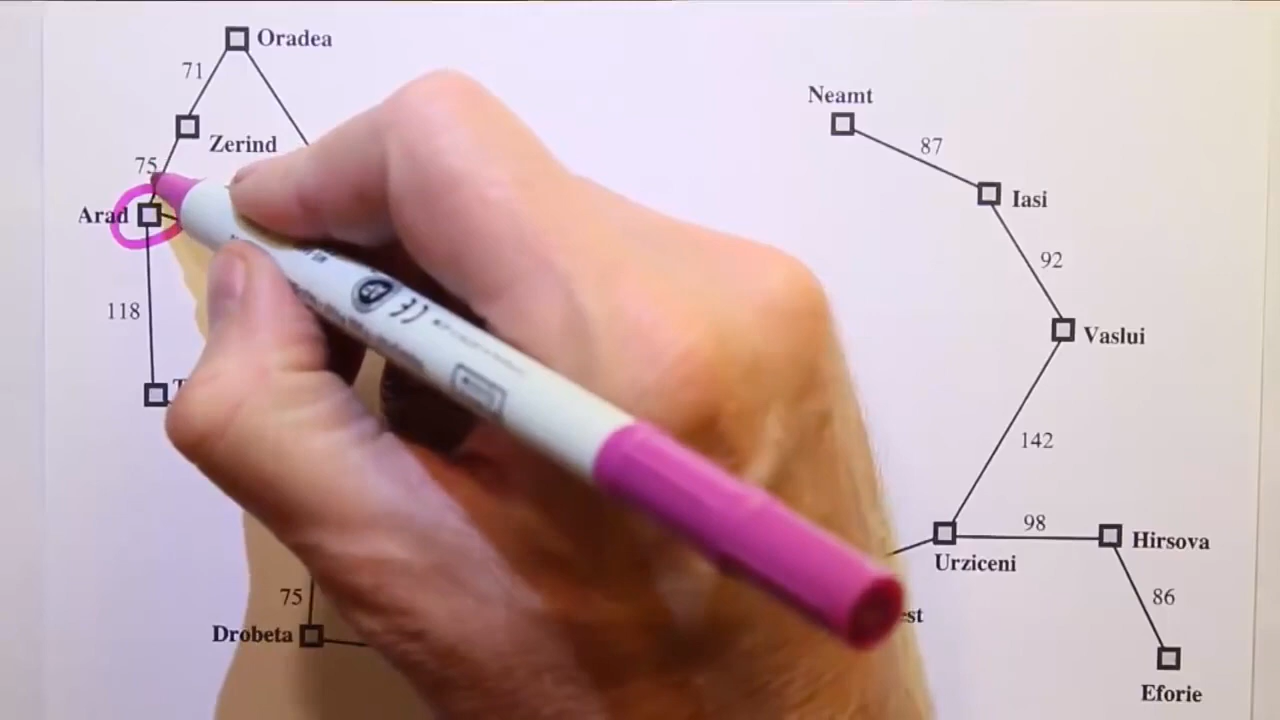 Oradea
71
Neamt
Zerind
87
75
Iasi
Arad
92
118
Vaslui
142
98
Hirsova
Urziceni
75
86
est
Drobeta
Eforie